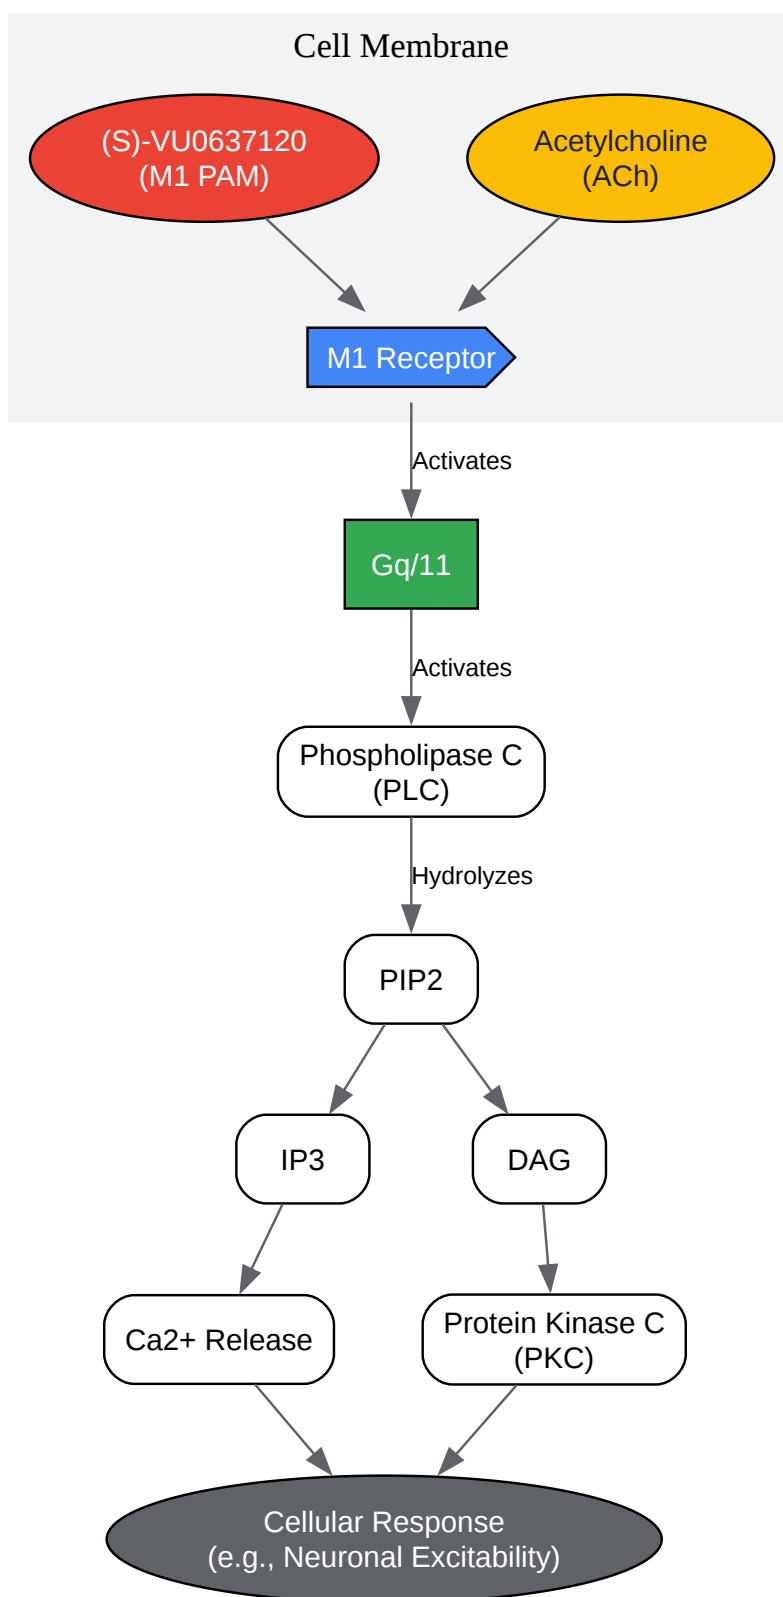 Cell Membrane
(S)-VU0637120
(M1 PAM)
Acetylcholine
(ACh)
M1 Receptor
Activates
Gq/11
Activates
Phospholipase C
(PLC)
Hydrolyzes
PIP2
IP3
DAG
Ca2+ Release
Protein Kinase C
(PKC)
Cellular Response
(e.g., Neuronal Excitability)